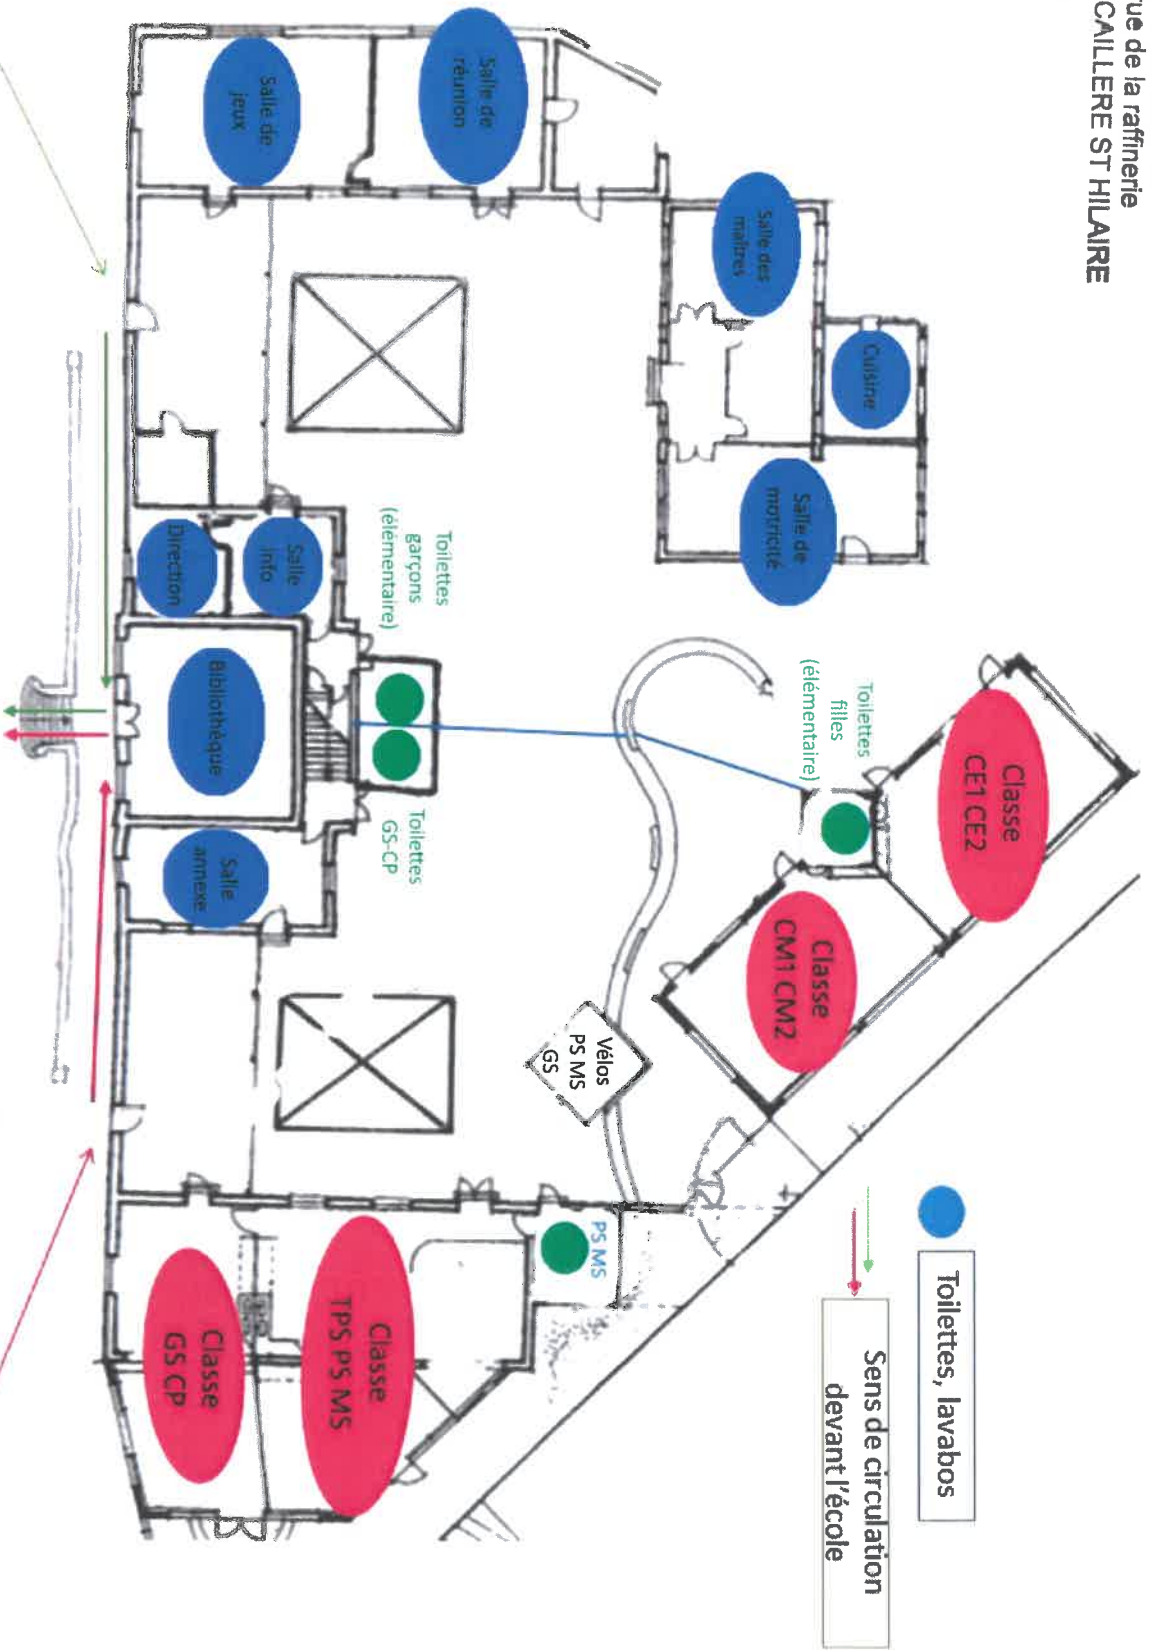 rue de la raffinerie
CAILLERE ST HILAIRE
Toilettes, lavabos
Sens de circulation
devant l'école
Classe
CE1 CE2
Classe
CM1 CM2
Toilettes
filles
(élémentaire)
Cuisine
Salle des
maîtres
Salle de
motricité
Vélos
PS MS
GS
PS MS
Salle de
réunion
Salle de
jeux
Toilettes
garçons
(élémentaire)
Toilettes
GS-CP
Salle
info
Direction
Bibliothèque
Salle
annexe
Classe
TPS PS MS
Classe
GS CP